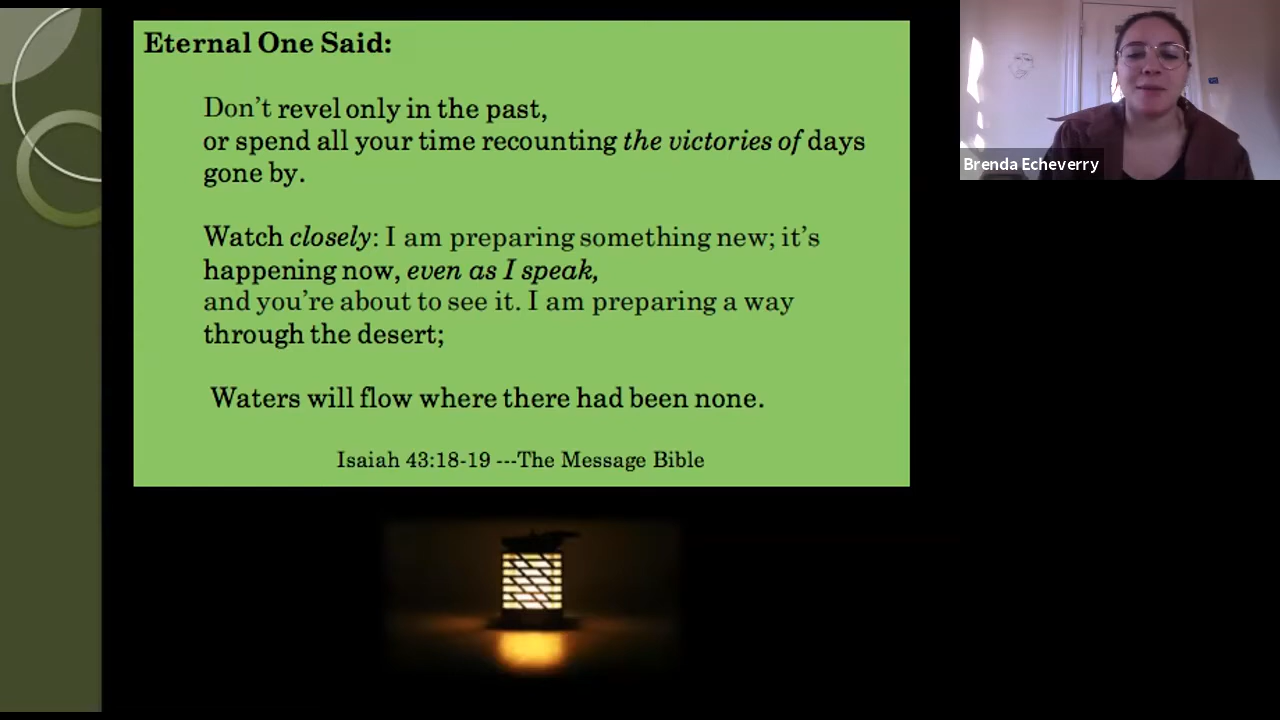 Eternal One Said:
Don't revel only in the past,
or spend all your time recounting the victories of days
gone by.
Watch closely: I am preparing something new; it's
happening now, even as I speak,
and you're about to see it. I am preparing a way
through the desert;
Waters will flow where there had been none.
Isaiah 43:18-19 ---The Message Bible
Brenda Echeverry